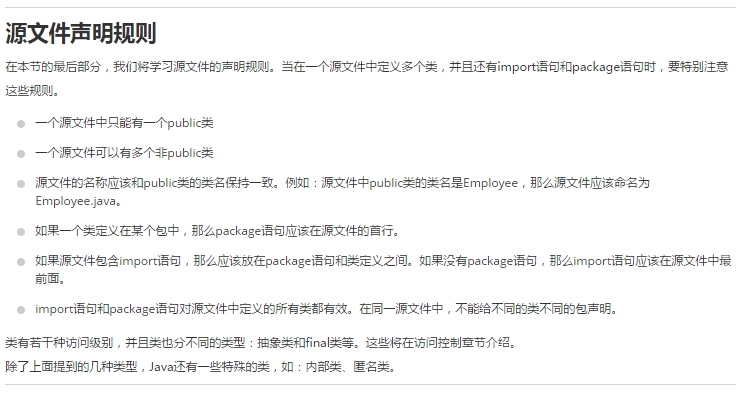 源文件声明规则
在本节的最后部分，我们将学习源文件的声明规则。当在一个源文件中定义多个类，并且还有import语句和package语句时，要特别注意
这些规则。
一个源文件中只能有一个public类
一个源文件可以有多个非public类
源文件的名称应该和public类的类名保持一致。例如：源文件中public类的类名是Employee，那么源文件应该命名为
Employee.java。
如果一个类定义在某个包中，那么package语句应该在源文件的首行。
如果源文件包含import语句，那么应该放在package语句和类定义之间。如果没有package语句，那么import语句应该在源文件中最
前面。
import语句和package语句对源文件中定义的所有类都有效。在同一源文件中，不能给不同的类不同的包声明。
类有若干种访问级别，并且类也分不同的类型：抽象类和final类等。这些将在访问控制章节介绍。
除了上面提到的几种类型，Java还有一些特殊的类，如：内部类、匿名类。